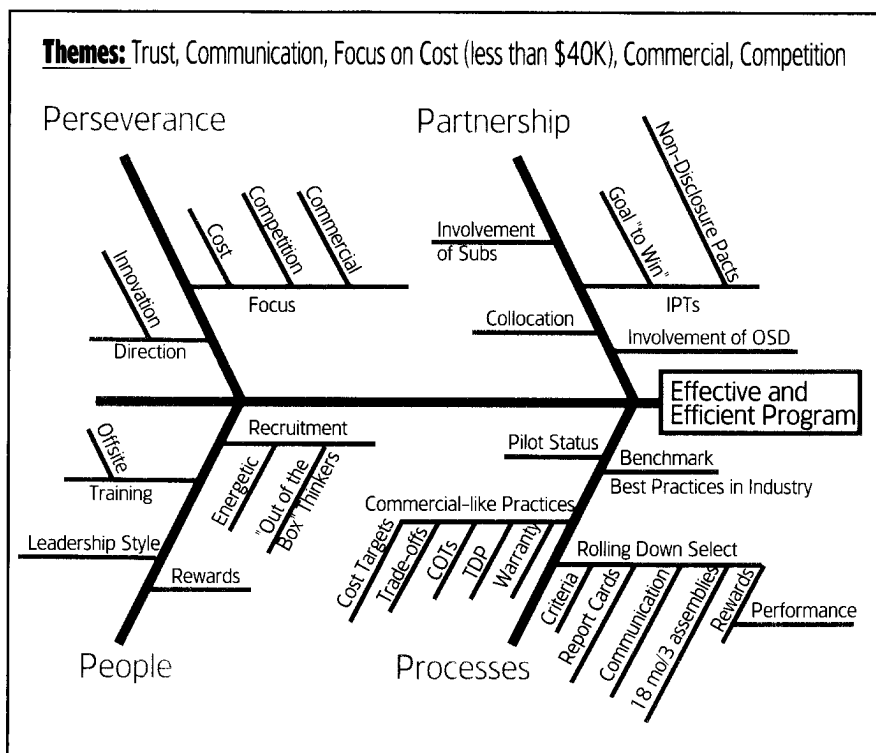 Themes: Trust, Communication, Focus on Cost (less than $40K), Commercial, Competition
Perseverance
Partnership
Innovation
Direction
Cost
Competition
Commercial
Focus
Involvement
of Subs
Collocation
Goal "to Win"
Non-Disclosure Pacts
IPTs
Involvement of OSD
Effective and
Efficient Program
Offsite
Training
Leadership Style
Recruitment
Energetic
"Out of the
Box" Thinkers
Rewards
People
Pilot Status
Benchmark
Best Practices in Industry
Commercial-like Practices
Cost Targets
Trade-offs
COTs
TDP
Warranty
Rolling Down Select
Criteria
Report Cards
Communication
18 mo/3 assemblies
Rewards
Performance
Processes